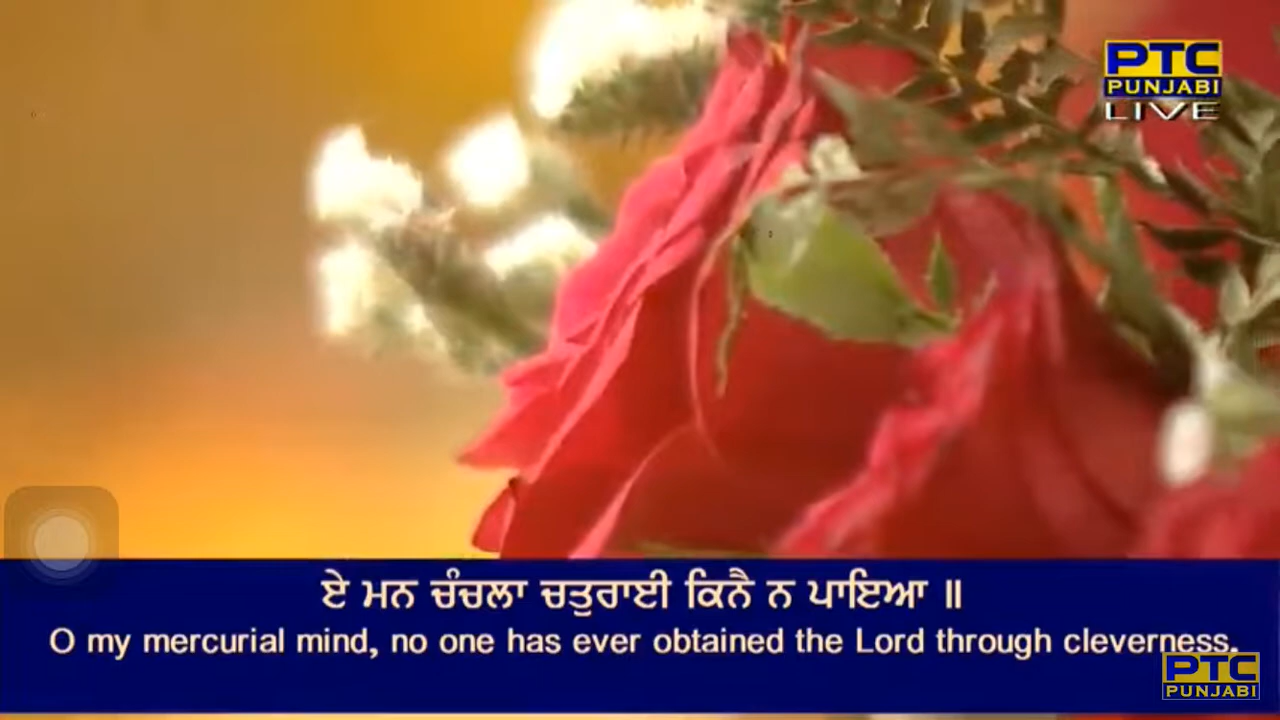 PTC
PUNJABI
LIVE
ਏ ਮਨ ਚੰਚਲਾ ਚਤੁਰਾਈ ਕਿਨੈ ਨ ਪਾਇਆ ॥
O my mercurial mind, no one has ever obtained the Lord through cleverness.
PTC
PUNJABI